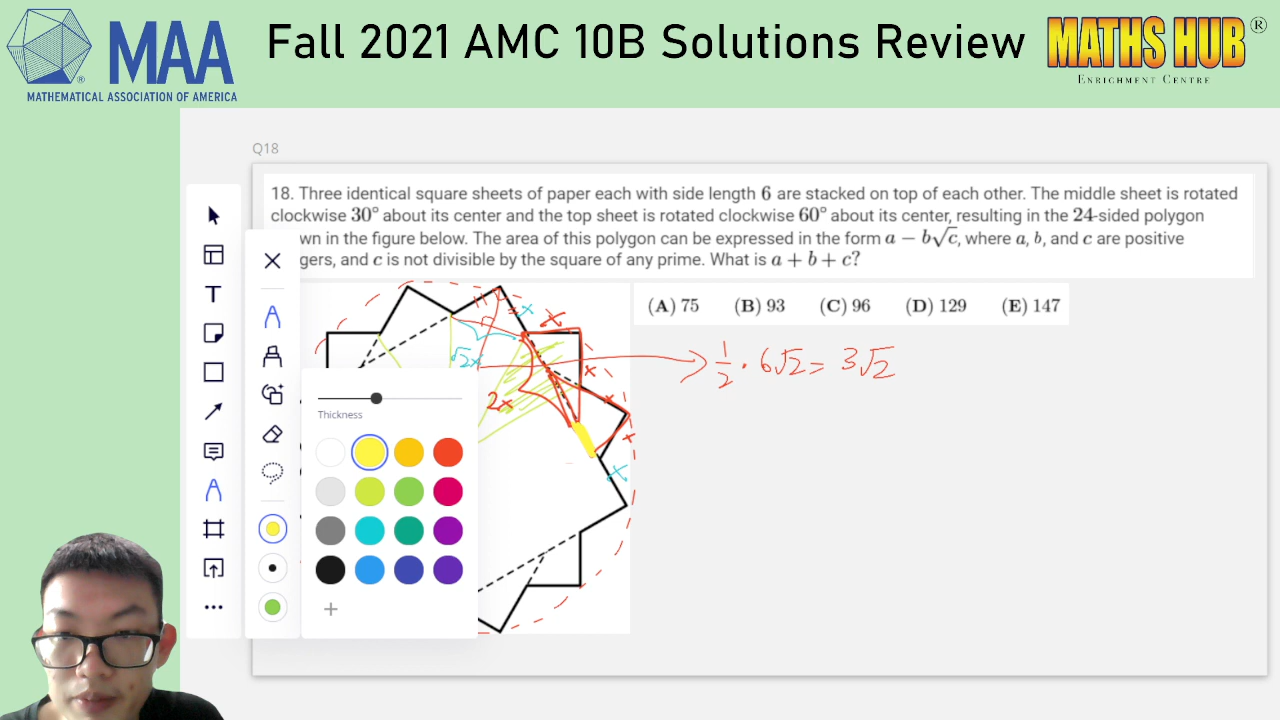 MAA
MATHEMATICAL ASSOCIATION OF AMERICA
Fall 2021 AMC 10B Solutions Review
MATHS HUB®
ENRICHMENT CENTRE
Q18
18. Three identical square sheets of paper each with side length 6 are stacked on top of each other. The middle sheet is rotated
clockwise 30° about its center and the top sheet is rotated clockwise 60° about its center, resulting in the 24-sided polygon
wn in the figure below. The area of this polygon can be expressed in the form a − b√c, where a, b, and c are positive
gers, and c is not divisible by the square of any prime. What is a + b + c?
(A) 75 (B) 93 (C) 96 (D) 129 (E) 147
x
x
√2x
x
2x
x
x
x
1/2 · 6√2 = 3√2
T
Thickness